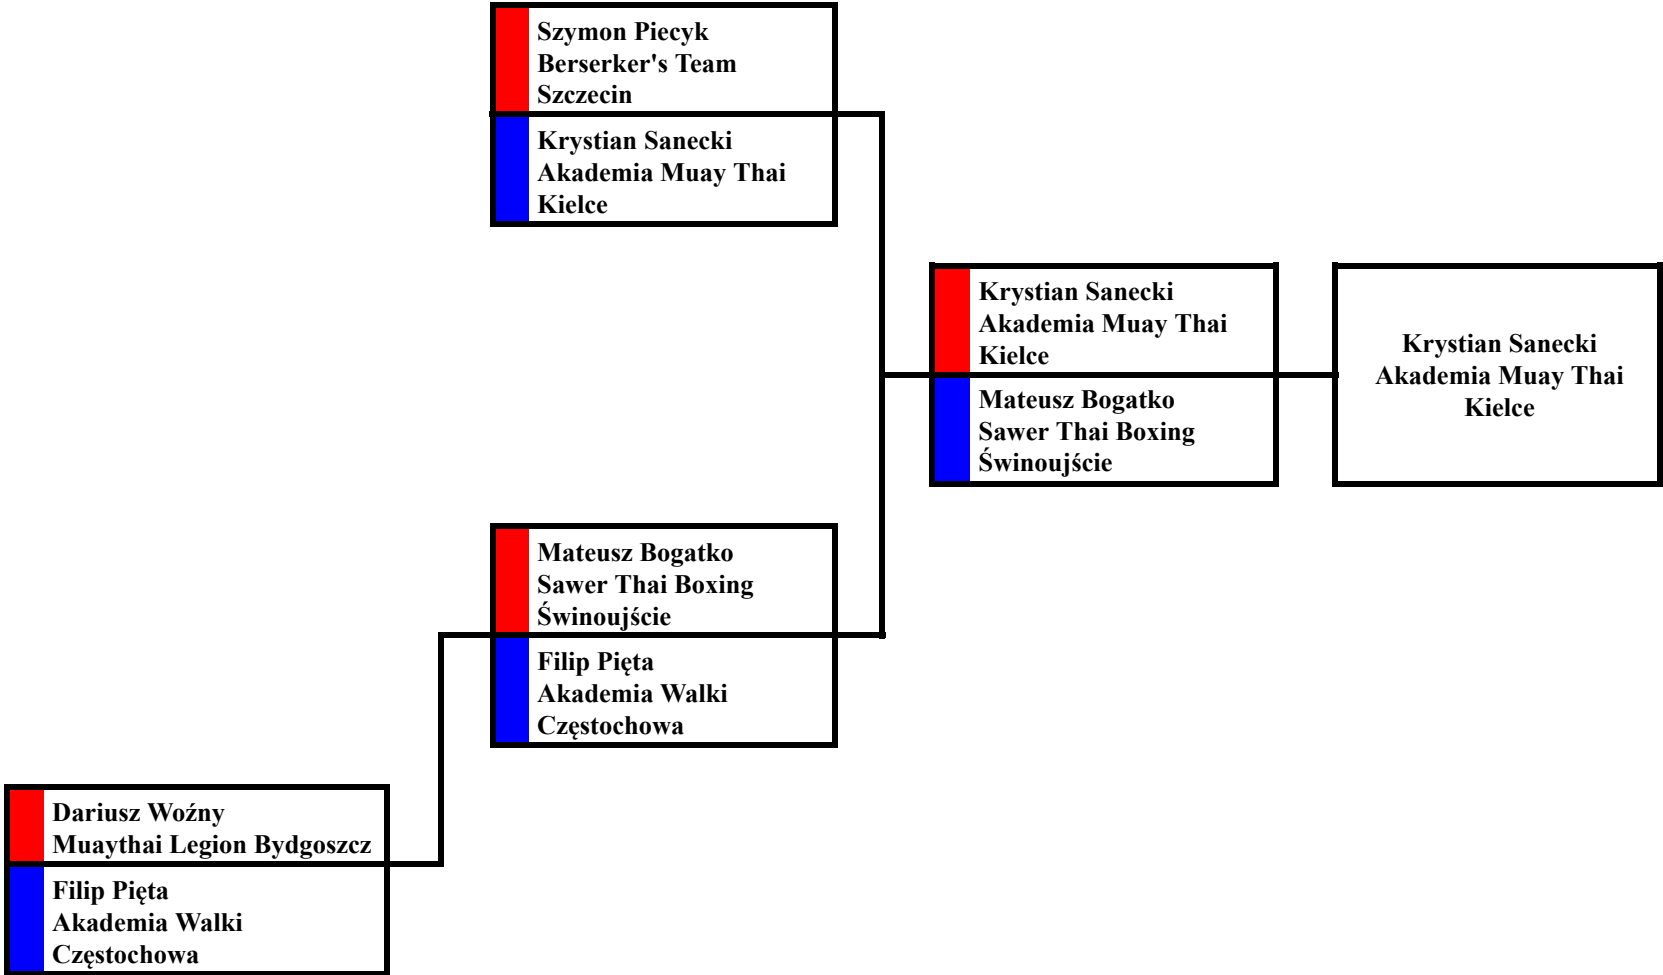 Szymon Piecyk
Berserker's Team
Szczecin
Krystian Sanecki
Akademia Muay Thai
Kielce
Krystian Sanecki
Akademia Muay Thai
Kielce
Mateusz Bogatko
Sawer Thai Boxing
Świnoujście
Krystian Sanecki
Akademia Muay Thai
Kielce
Mateusz Bogatko
Sawer Thai Boxing
Świnoujście
Filip Pięta
Akademia Walki
Częstochowa
Dariusz Woźny
Muaythai Legion Bydgoszcz
Filip Pięta
Akademia Walki
Częstochowa